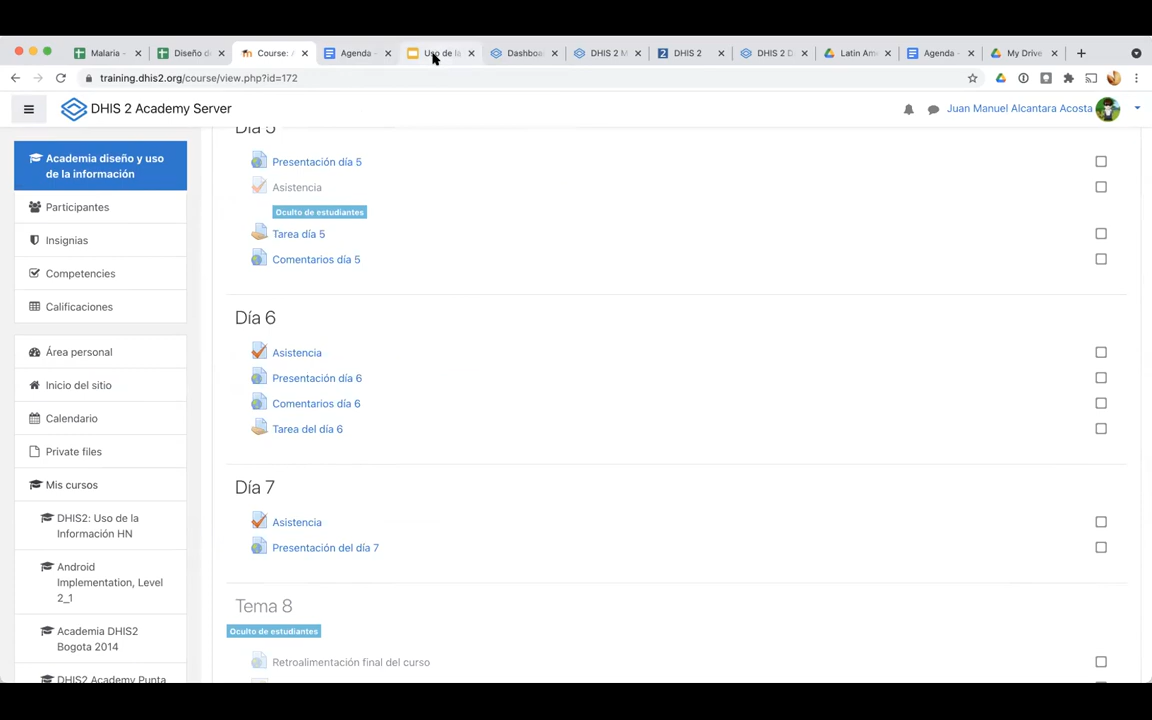 Malaria
Diseño de
Course: A
Agenda
Uso de la
Dashboa
DHIS 2 M
DHIS 2
DHIS 2 D
Latin Am
Agenda
My Drive
training.dhis2.org/course/view.php?id=172
DHIS 2 Academy Server
Juan Manuel Alcantara Acosta
Academia diseño y uso
de la información
Participantes
Insignias
Competencies
Calificaciones
Área personal
Inicio del sitio
Calendario
Private files
Mis cursos
DHIS2: Uso de la
Información HN
Android
Implementation, Level
2_1
Academia DHIS2
Bogota 2014
DHIS2 Academy Punta
Día 5
Presentación día 5
Asistencia
Oculto de estudiantes
Tarea día 5
Comentarios día 5
Día 6
Asistencia
Presentación día 6
Comentarios día 6
Tarea del día 6
Día 7
Asistencia
Presentación del día 7
Tema 8
Oculto de estudiantes
Retroalimentación final del curso